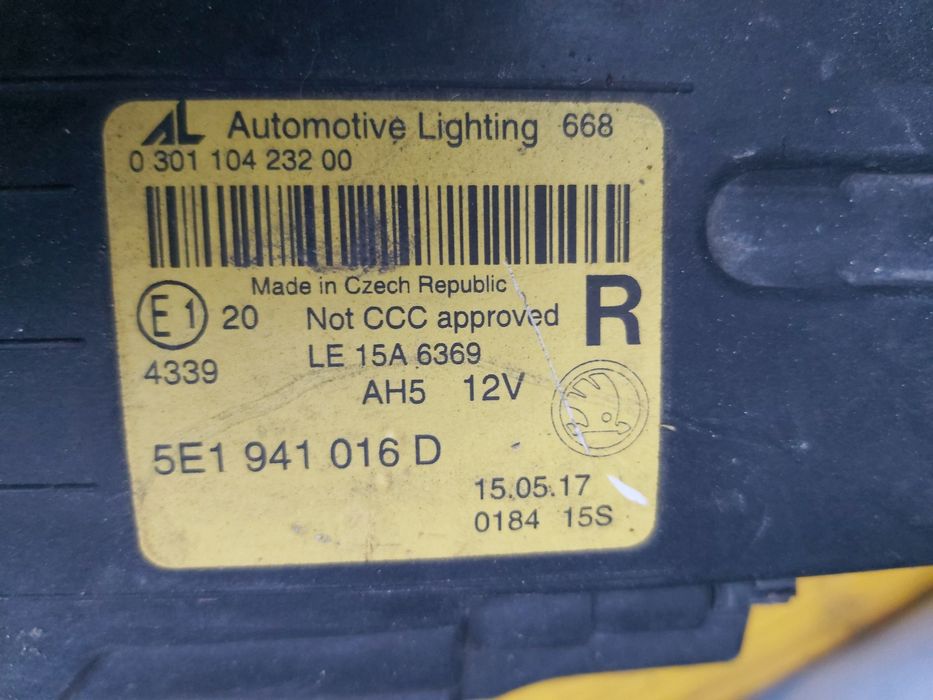 AL Automotive Lighting 668
0 301 104 232 00
Made in Czech Republic
E1 20 Not CCC approved R
4339 LE 15A 6369
AH5 12V
5E1 941 016 D
15.05.17
0184 15S